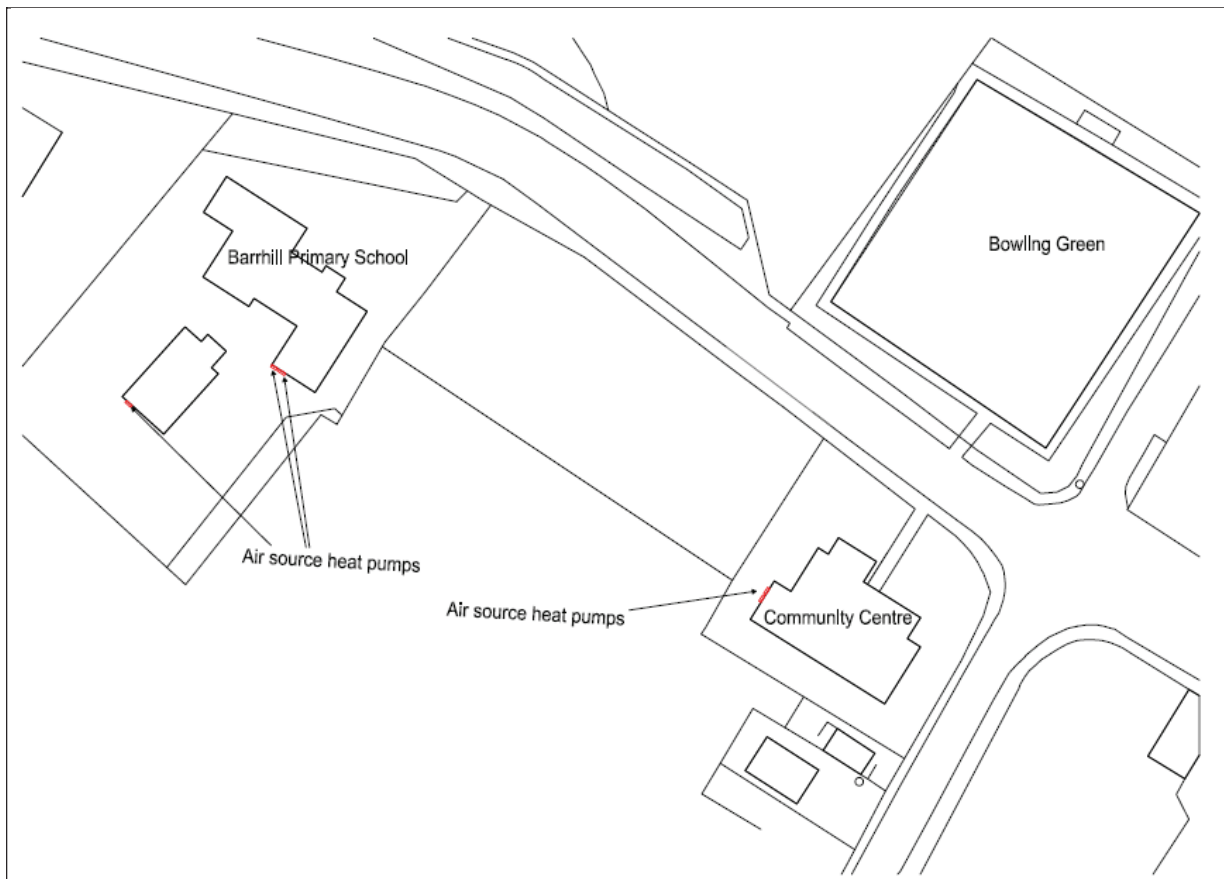 Bowling Green
Barrhill Primary School
Air source heat pumps
Air source heat pumps
Community Centre